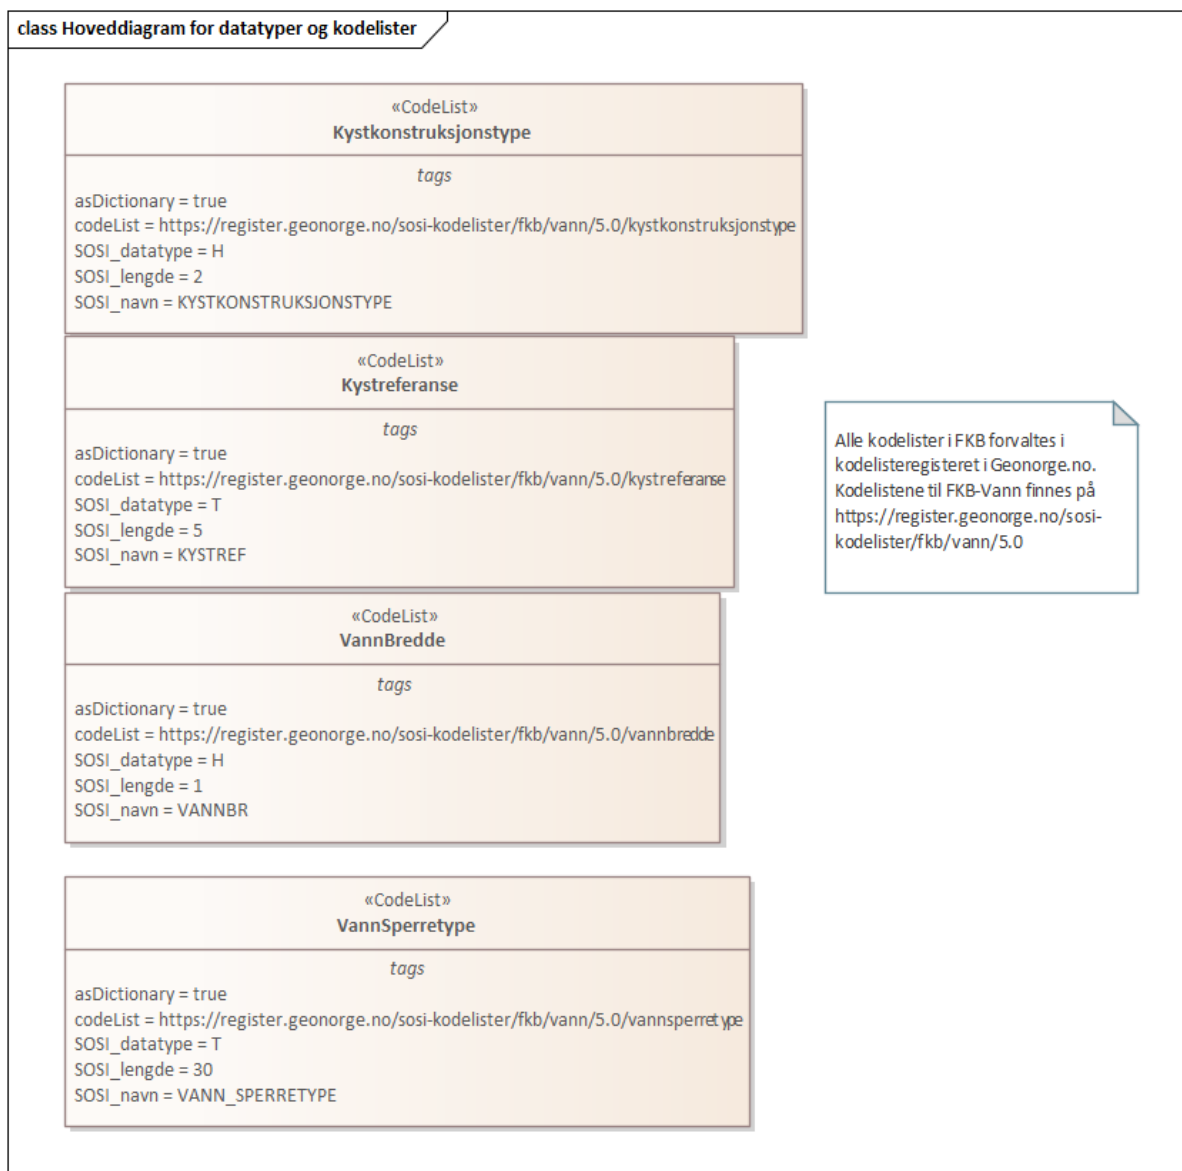 class Hoveddiagram for datatyper og kodelister
«CodeList»
Kystkonstruksjonstype
tags
asDictionary = true
codeList = https://register.geonorge.no/sosi-kodelister/fkb/vann/5.0/kystkonstruksjonstype
SOSI_datatype = H
SOSI_lengde = 2
SOSI_navn = KYSTKONSTRUKSJONSTYPE
«CodeList»
Kystreferanse
tags
asDictionary = true
codeList = https://register.geonorge.no/sosi-kodelister/fkb/vann/5.0/kystreferanse
SOSI_datatype = T
SOSI_lengde = 5
SOSI_navn = KYSTREF
Alle kodelister i FKB forvaltes i
kodelisteregisteret i Geonorge.no.
Kodelistene til FKB-Vann finnes på
https://register.geonorge.no/sosi-
kodelister/fkb/vann/5.0
«CodeList»
VannBredde
tags
asDictionary = true
codeList = https://register.geonorge.no/sosi-kodelister/fkb/vann/5.0/vannbredde
SOSI_datatype = H
SOSI_lengde = 1
SOSI_navn = VANNBR
«CodeList»
VannSperretype
tags
asDictionary = true
codeList = https://register.geonorge.no/sosi-kodelister/fkb/vann/5.0/vannsperretype
SOSI_datatype = T
SOSI_lengde = 30
SOSI_navn = VANN_SPERRETYPE